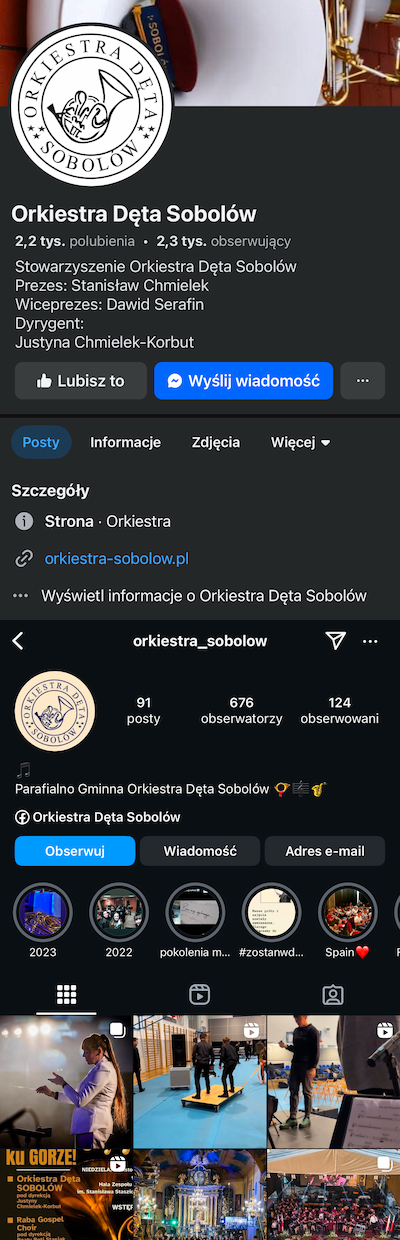 SOBOL
ORKIESTRA DĘTA
SOBOLÓW
Orkiestra Dęta Sobolów
2,2 tys. polubienia • 2,3 tys. obserwujący
Stowarzyszenie Orkiestra Dęta Sobolów
Prezes: Stanisław Chmielek
Wiceprezes: Dawid Serafin
Dyrygent:
Justyna Chmielek-Korbut
Lubisz to
Wyślij wiadomość
Posty
Informacje
Zdjęcia
Więcej
Szczegóły
Strona · Orkiestra
orkiestra-sobolow.pl
Wyświetl informacje o Orkiestra Dęta Sobolów
orkiestra_sobolow
ORKIESTRA DĘTA
SOBOLÓW
91 676 124
posty obserwatorzy obserwowani
Parafialno Gminna Orkiestra Dęta Sobolów
Orkiestra Dęta Sobolów
Obserwuj
Wiadomość
Adres e-mail
2023
2022
pokolenia m...
#zostanwd...
Spain❤️
ku GORZE!
NIEDZIELA
Orkiestra Dęta
SOBOLÓW
pod dyrekcją
Justyny
Chmielek-Korbut
Hala Zespołu
im. Stanisława Staszic
WSTĘP
Raba Gospel
Choir
pod dyrekcją